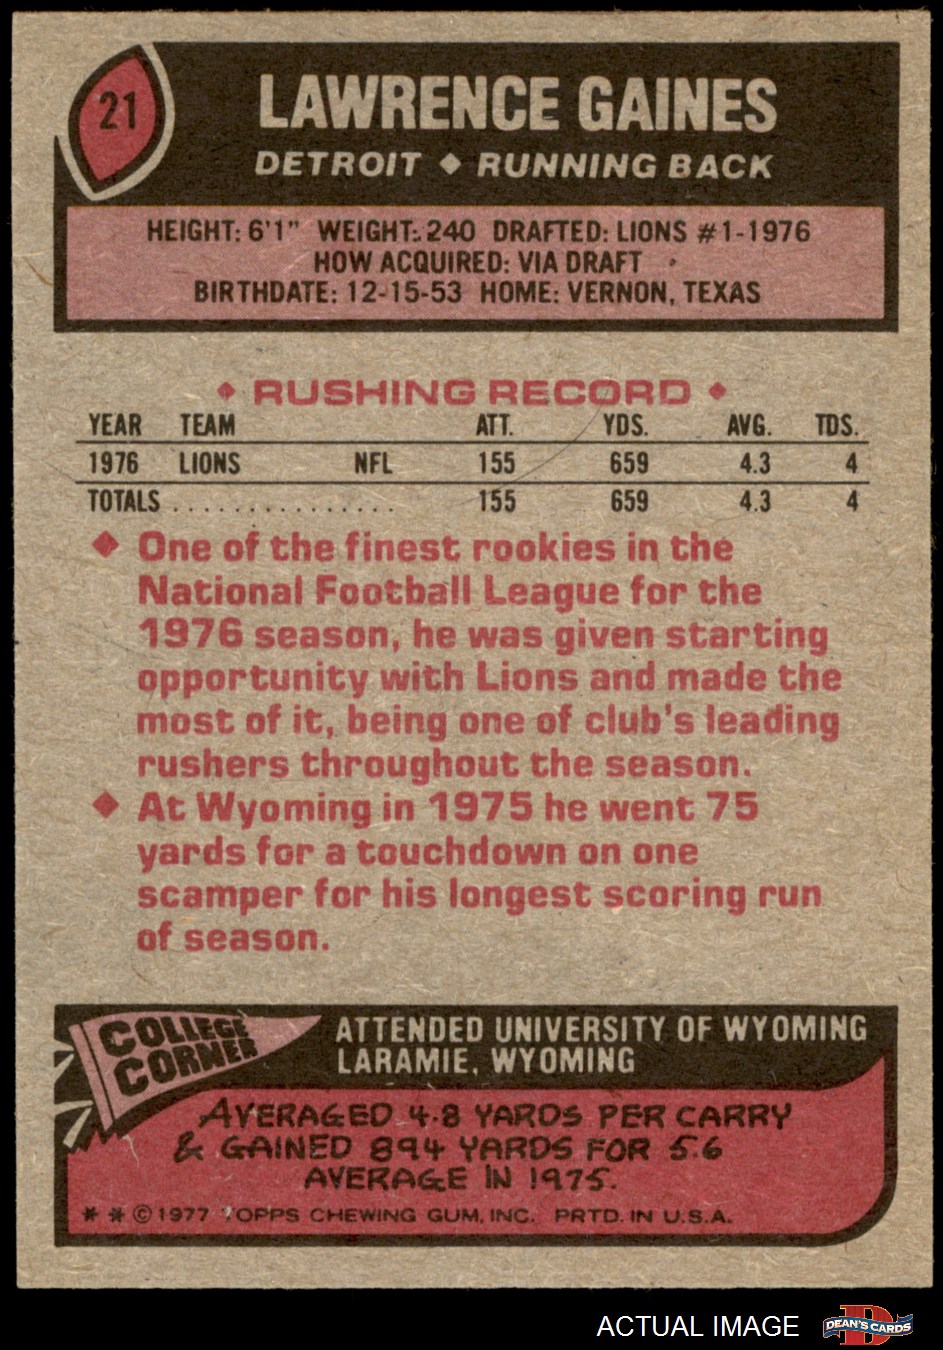 21
LAWRENCE GAINES
DETROIT ◆ RUNNING BACK
HEIGHT: 6'1" WEIGHT: 240 DRAFTED: LIONS #1-1976
HOW ACQUIRED: VIA DRAFT
BIRTHDATE: 12-15-53 HOME: VERNON, TEXAS
◆ RUSHING RECORD ◆
YEAR TEAM ATT. YDS. AVG. TDS.
1976 LIONS NFL 155 659 4.3 4
TOTALS . . . . . . . . . . . . . . . 155 659 4.3 4
◆ One of the finest rookies in the
National Football League for the
1976 season, he was given starting
opportunity with Lions and made the
most of it, being one of club's leading
rushers throughout the season.
◆ At Wyoming in 1975 he went 75
yards for a touchdown on one
scamper for his longest scoring run
of season.
COLLEGE
CORNER
ATTENDED UNIVERSITY OF WYOMING
LARAMIE, WYOMING
AVERAGED 4.8 YARDS PER CARRY
& GAINED 894 YARDS FOR 5.6
AVERAGE IN 1975.
* * © 1977 TOPPS CHEWING GUM, INC. PRTD. IN U.S.A.
ACTUAL IMAGE
D
DEAN'S CARDS